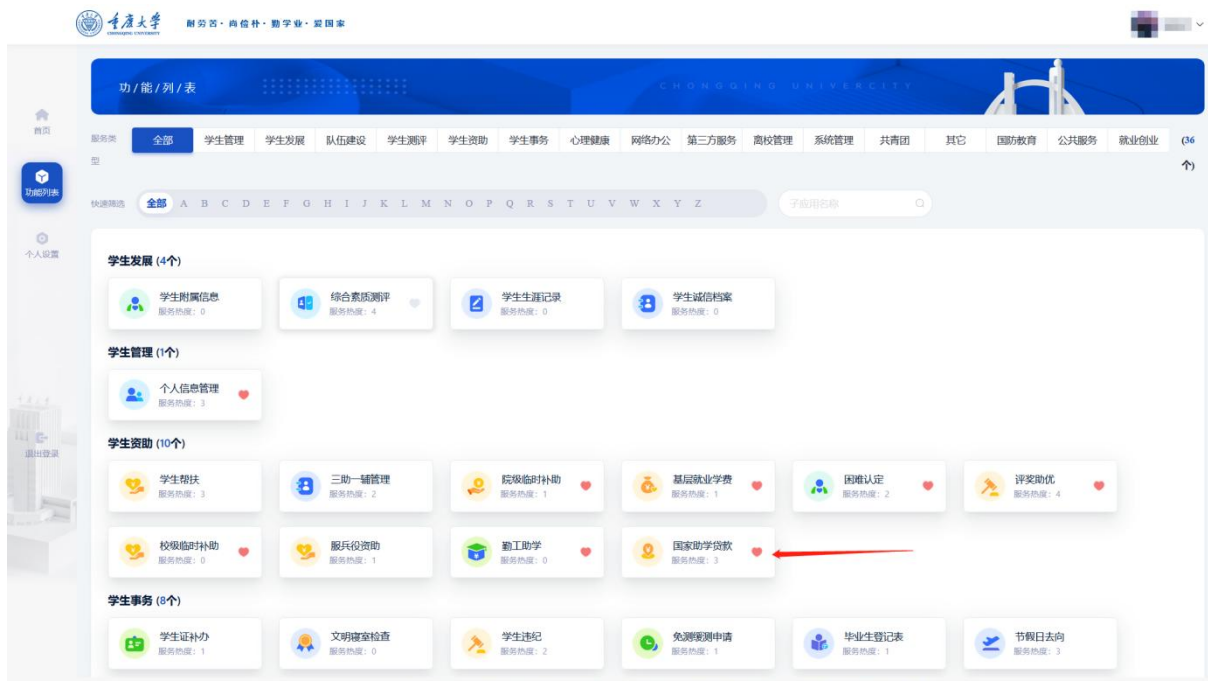 重庆大学
CHONGQING UNIVERSITY
耐劳苦·尚俭朴·勤学业·爱国家
功/能/列/表
CHONGQING UNIVERCITY
首页
功能列表
个人设置
退出登录
服务类型 全部 学生管理 学生发展 队伍建设 学生测评 学生资助 学生事务 心理健康 网络办公 第三方服务 离校管理 系统管理 共青团 其它 国防教育 公共服务 就业创业 (36个)
快速筛选 全部 A B C D E F G H I J K L M N O P Q R S T U V W X Y Z 子应用名称
学生发展 (4个)
学生附属信息 综合素质测评 学生生涯记录 学生诚信档案
服务热度：0 服务热度：4 服务热度：0 服务热度：0
学生管理 (1个)
个人信息管理
服务热度：3
学生资助 (10个)
学生帮扶 三助一辅管理 院级临时补助 基层就业学费 困难认定 评奖助优
服务热度：3 服务热度：2 服务热度：1 服务热度：1 服务热度：2 服务热度：4
校级临时补助 服兵役资助 勤工助学 国家助学贷款
服务热度：0 服务热度：1 服务热度：0 服务热度：3
学生事务 (8个)
学生证补办 文明寝室检查 学生违纪 免测缓测申请 毕业生登记表 节假日去向
服务热度：1 服务热度：0 服务热度：2 服务热度：1 服务热度：1 服务热度：3